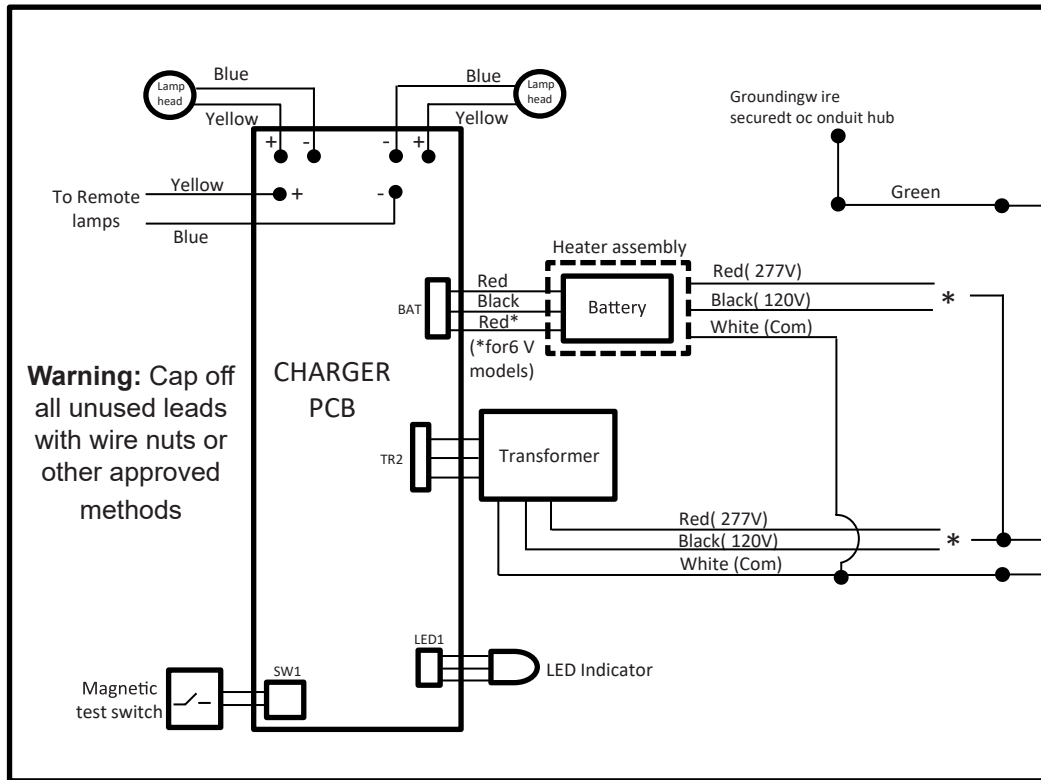 Blue
Lamp
head
Yellow
+
-
Blue
Lamp
head
Yellow
-
+
Groundingw ire
securedt oc onduit hub
Green
To Remote
lamps
Yellow
+
-
Blue
Heater assembly
Red
Black
Red*
(*for6 V
models)
BAT
Battery
Red( 277V)
Black( 120V)
*
White (Com)
Warning: Cap off
all unused leads
with wire nuts or
other approved
methods
CHARGER
PCB
TR2
Transformer
Red( 277V)
Black( 120V)
*
White (Com)
LED1
LED Indicator
SW1
Magnetic
test switch